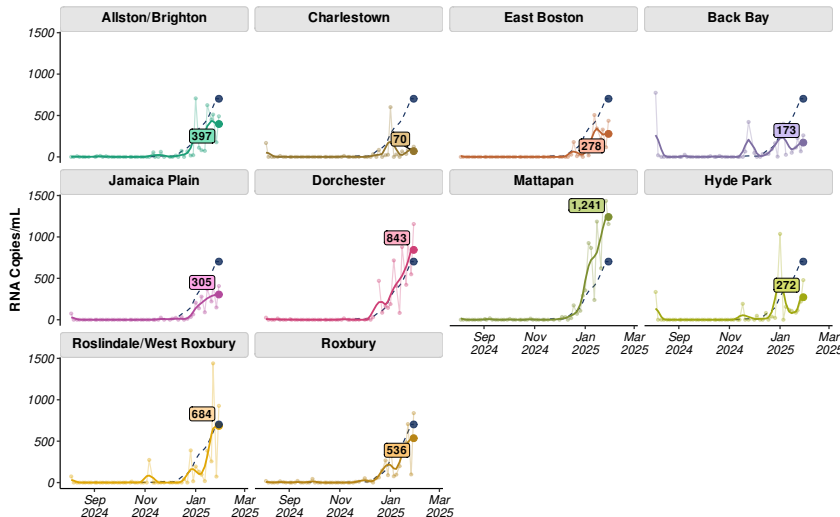 Allston/Brighton
Charlestown
East Boston
Back Bay
1500
1000
500
0
397
70
278
173
Jamaica Plain
Dorchester
Mattapan
Hyde Park
RNA Copies/mL
1500
1000
500
0
305
843
1,241
272
Sep 2024
Nov 2024
Jan 2025
Mar 2025
Sep 2024
Nov 2024
Jan 2025
Mar 2025
Roslindale/West Roxbury
Roxbury
1500
1000
500
0
684
536
Sep 2024
Nov 2024
Jan 2025
Mar 2025
Sep 2024
Nov 2024
Jan 2025
Mar 2025